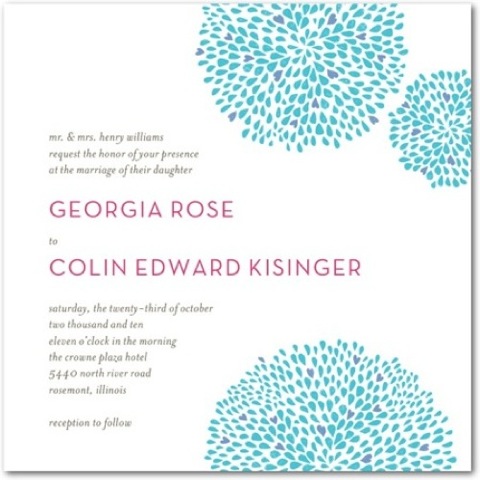 mr. & mrs. henry williams
request the honor of your presence
at the marriage of their daughter
GEORGIA ROSE
to
COLIN EDWARD KISINGER
saturday, the twenty-third of october
two thousand and ten
eleven o'clock in the morning
the crowne plaza hotel
5440 north river road
rosemont, illinois
reception to follow